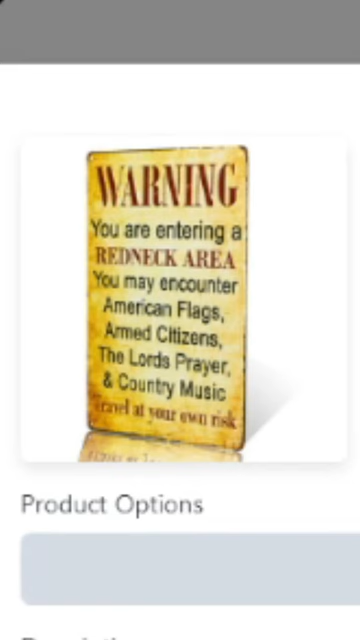 WARNING
You are entering a
REDNECK AREA
You may encounter
American Flags,
Armed Citizens,
The Lords Prayer,
& Country Music
Travel at your own risk
Product Options